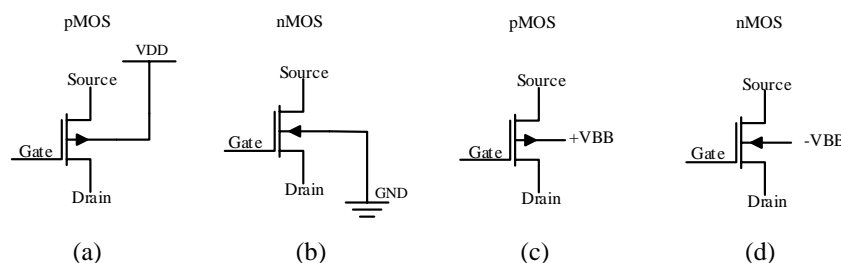 pMOS
nMOS
pMOS
nMOS
VDD
Source
Gate
Drain
Source
Gate
Drain
GND
Source
Gate
+VBB
Drain
Source
Gate
-VBB
Drain
(a)
(b)
(c)
(d)